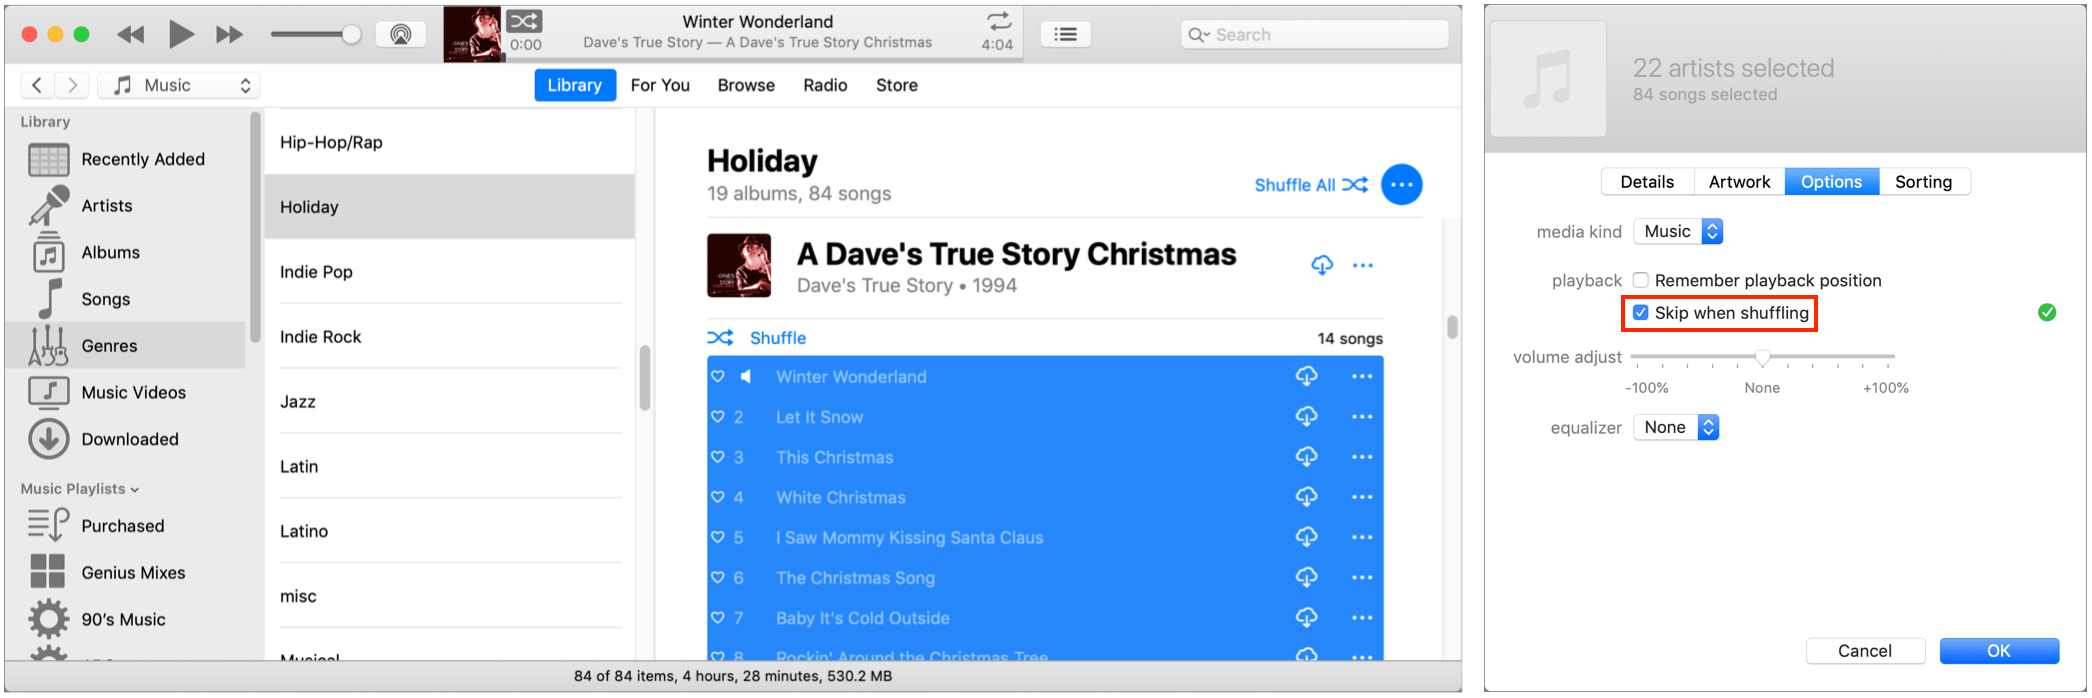 0:00
Winter Wonderland
Dave's True Story — A Dave's True Story Christmas
4:04
Search
Music
Library
For You
Browse
Radio
Store
Library
Recently Added
Artists
Albums
Songs
Genres
Music Videos
Downloaded
Music Playlists
Purchased
Genius Mixes
90's Music
Hip-Hop/Rap
Holiday
Indie Pop
Indie Rock
Jazz
Latin
Latino
misc
Musical
Holiday
19 albums, 84 songs
Shuffle All
A Dave's True Story Christmas
Dave's True Story • 1994
Shuffle
14 songs
Winter Wonderland
2 Let It Snow
3 This Christmas
4 White Christmas
5 I Saw Mommy Kissing Santa Claus
6 The Christmas Song
7 Baby It's Cold Outside
8 Rockin' Around the Christmas Tree
84 of 84 items, 4 hours, 28 minutes, 530.2 MB
22 artists selected
84 songs selected
Details
Artwork
Options
Sorting
media kind Music
playback Remember playback position
Skip when shuffling
volume adjust
-100% None +100%
equalizer None
Cancel
OK